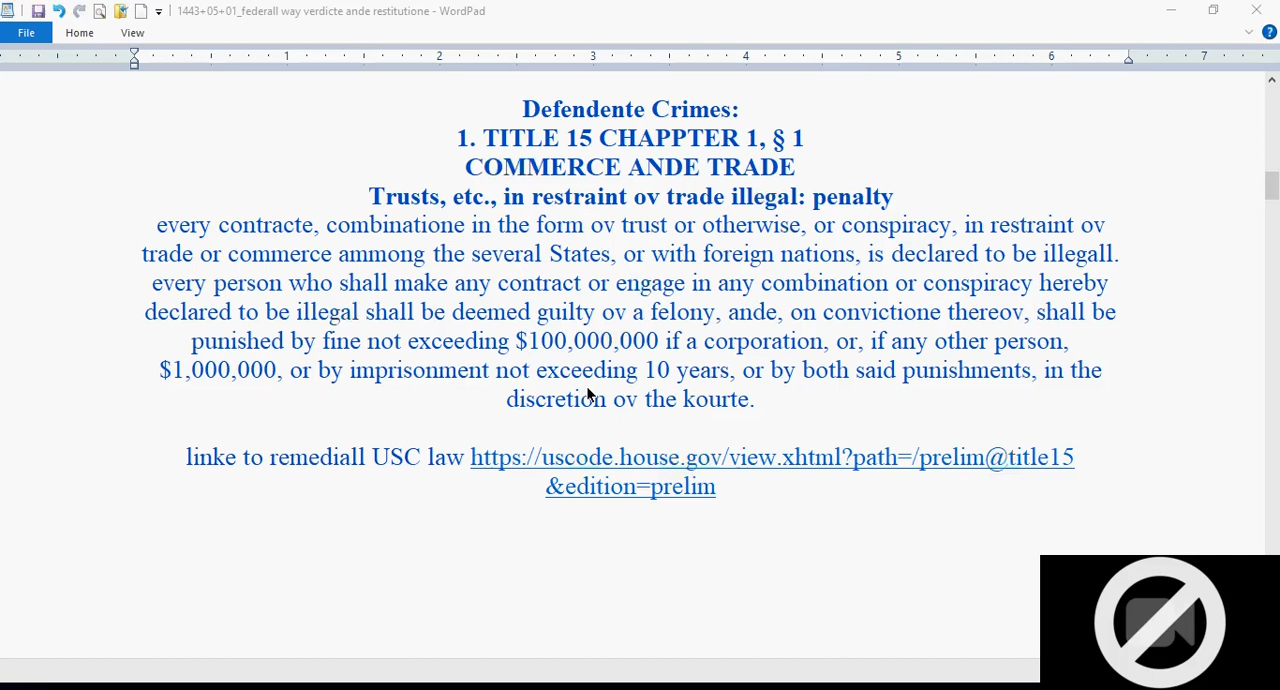 1443+05+01_federall way verdicte ande restitutione - WordPad
File Home View
1 2 3 4 5 6 7
Defendente Crimes:
1. TITLE 15 CHAPPTER 1, § 1
COMMERCE ANDE TRADE
Trusts, etc., in restraint ov trade illegal: penalty
every contracte, combinatione in the form ov trust or otherwise, or conspiracy, in restraint ov
trade or commerce ammong the several States, or with foreign nations, is declared to be illegall.
every person who shall make any contract or engage in any combination or conspiracy hereby
declared to be illegal shall be deemed guilty ov a felony, ande, on convictione thereov, shall be
punished by fine not exceeding $100,000,000 if a corporation, or, if any other person,
$1,000,000, or by imprisonment not exceeding 10 years, or by both said punishments, in the
discretion ov the kourte.
linke to remediall USC law https://uscode.house.gov/view.xhtml?path=/prelim@title15
&edition=prelim